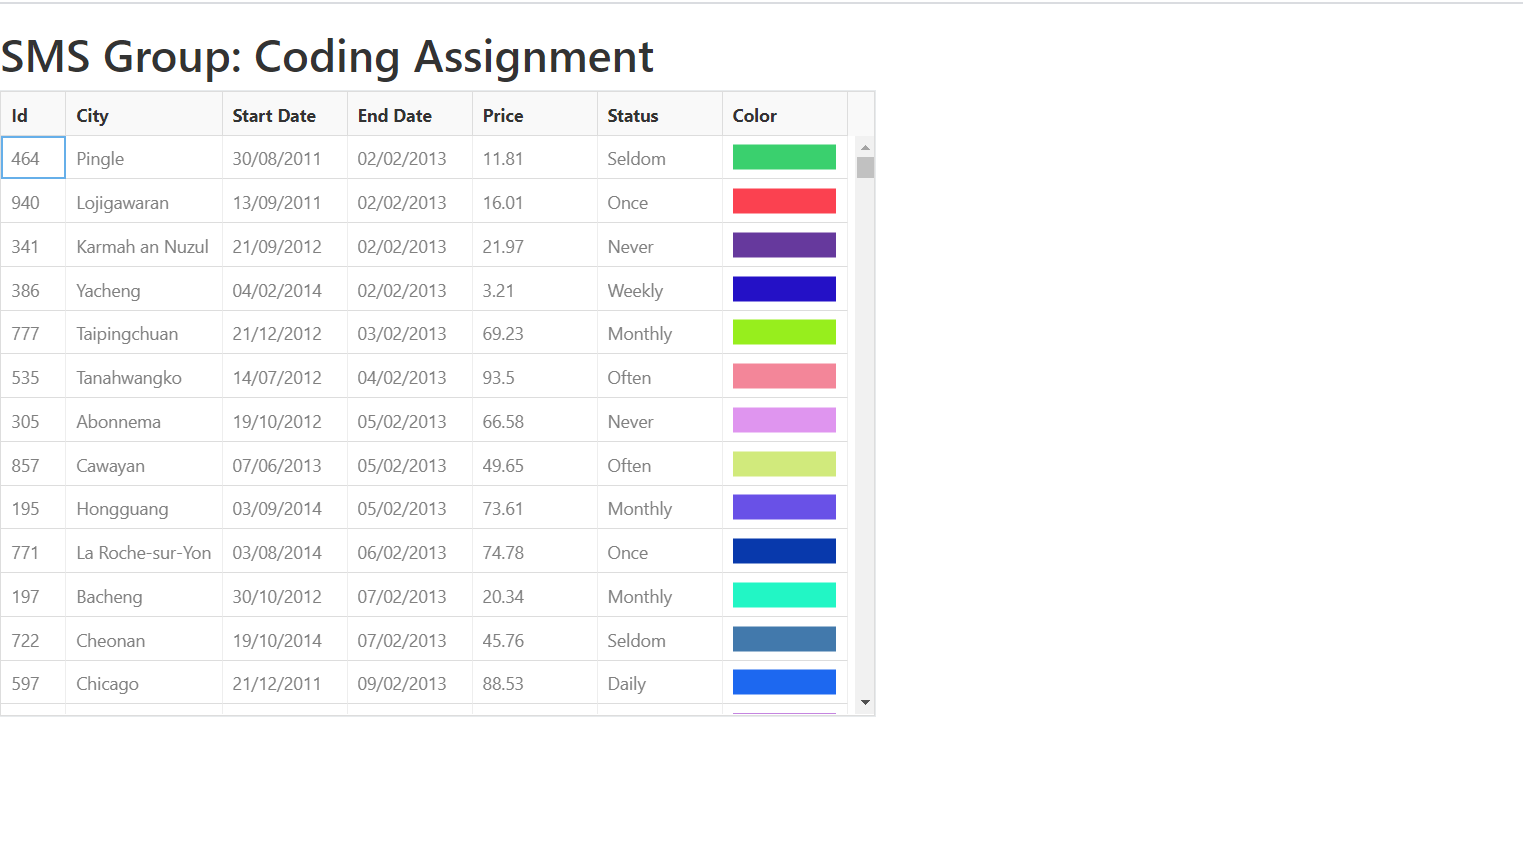 SMS Group: Coding Assignment
Id City Start Date End Date Price Status Color
464 Pingle 30/08/2011 02/02/2013 11.81 Seldom
940 Lojigawaran 13/09/2011 02/02/2013 16.01 Once
341 Karmah an Nuzul 21/09/2012 02/02/2013 21.97 Never
386 Yacheng 04/02/2014 02/02/2013 3.21 Weekly
777 Taipingchuan 21/12/2012 03/02/2013 69.23 Monthly
535 Tanahwangko 14/07/2012 04/02/2013 93.5 Often
305 Abonnema 19/10/2012 05/02/2013 66.58 Never
857 Cawayan 07/06/2013 05/02/2013 49.65 Often
195 Hongguang 03/09/2014 05/02/2013 73.61 Monthly
771 La Roche-sur-Yon 03/08/2014 06/02/2013 74.78 Once
197 Bacheng 30/10/2012 07/02/2013 20.34 Monthly
722 Cheonan 19/10/2014 07/02/2013 45.76 Seldom
597 Chicago 21/12/2011 09/02/2013 88.53 Daily